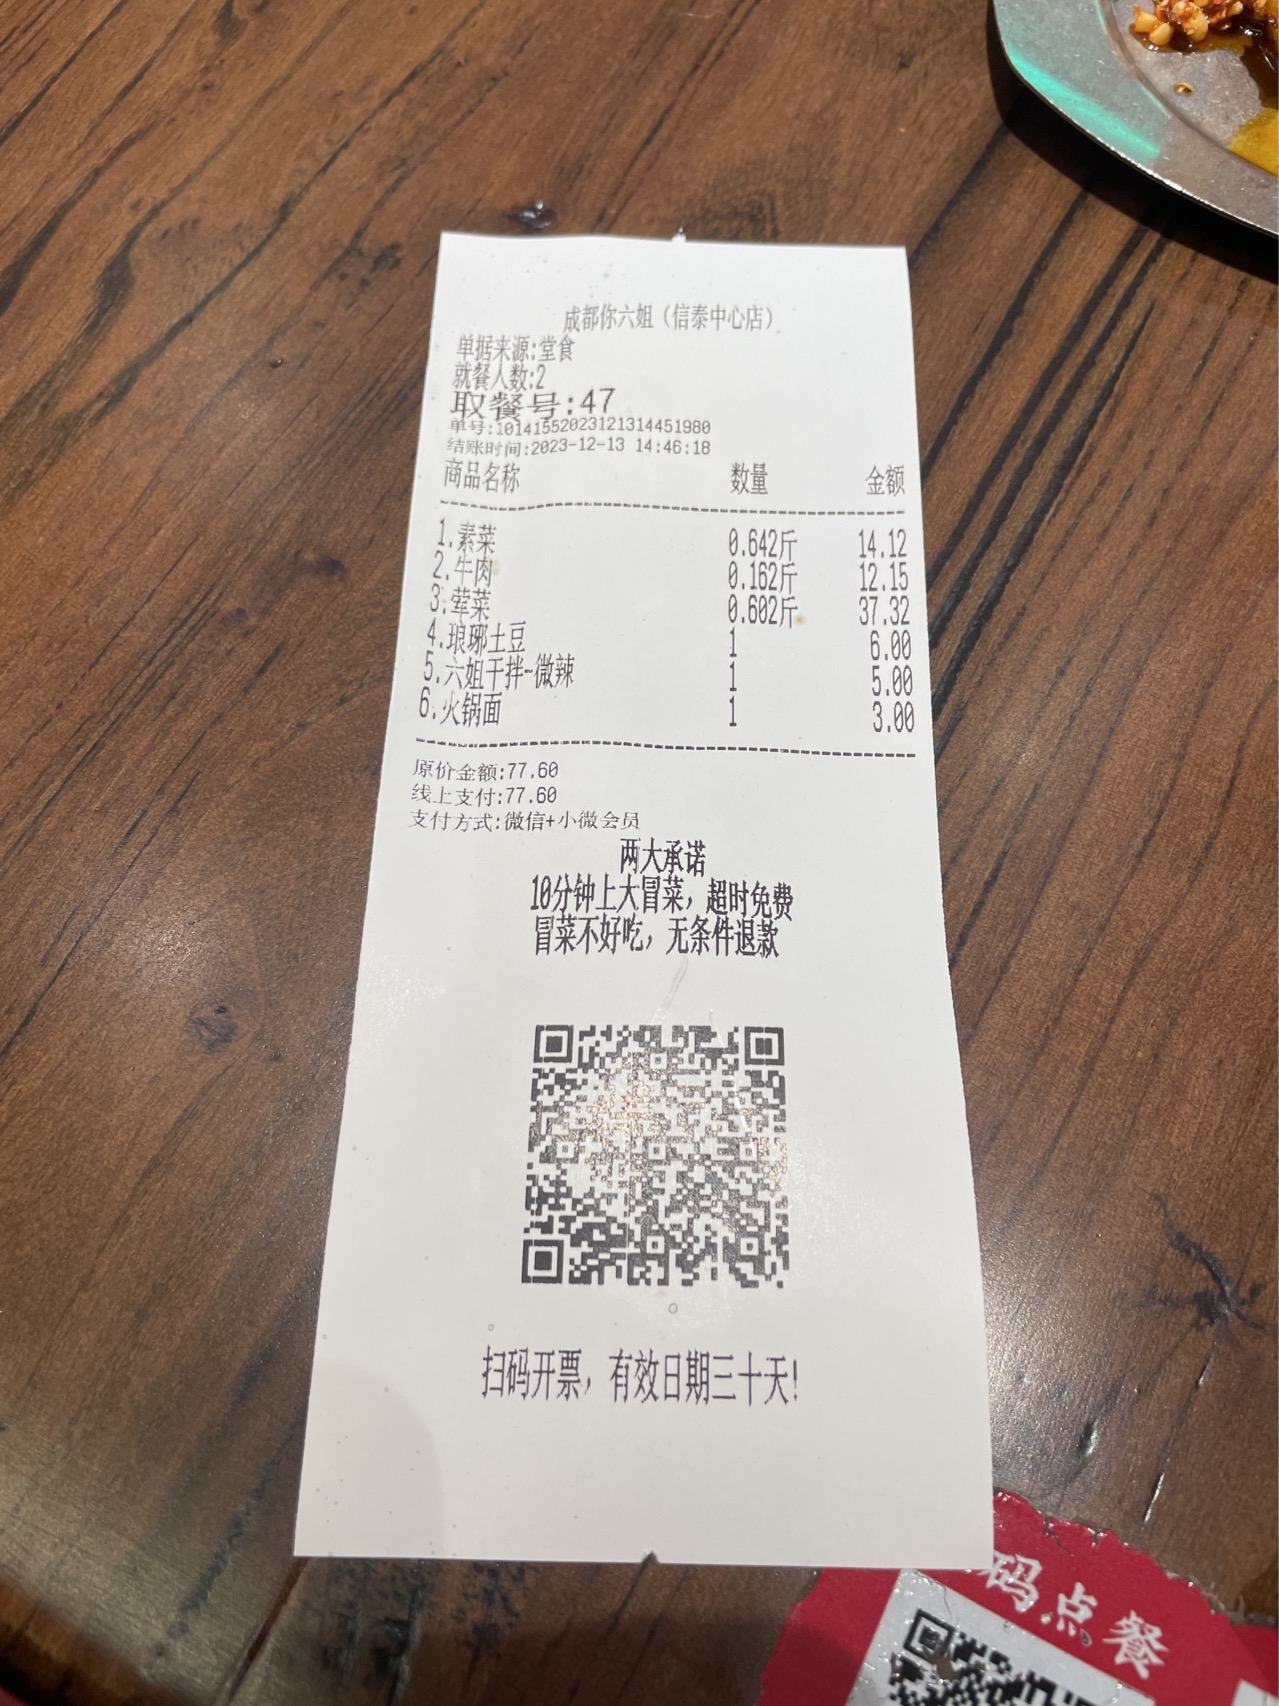 成都你六姐（信泰中心店）
单据来源:堂食
就餐人数:2
取餐号:47
单号:10141552023121314451980
结账时间:2023-12-13 14:46:18
商品名称 数量 金额
1.素菜 0.642斤 14.12
2.牛肉 0.162斤 12.15
3.荤菜 0.602斤 37.32
4.琅琊土豆 1 6.00
5.六姐干拌-微辣 1 5.00
6.火锅面 1 3.00
原价金额:77.60
线上支付:77.60
支付方式:微信+小微会员
两大承诺
10分钟上大冒菜，超时免费
冒菜不好吃，无条件退款
扫码开票，有效日期三十天!
码点餐